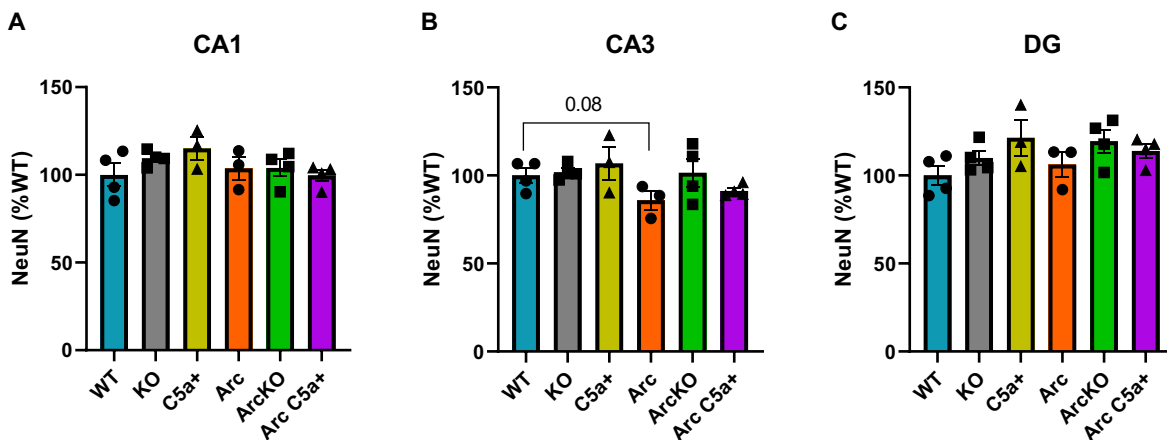 A
CA1
NeuN (%WT)
150
100
50
0
WT
KO
C5a+
Arc
ArcKO
Arc C5a+
B
CA3
NeuN (%WT)
150
100
50
0
0.08
WT
KO
C5a+
Arc
ArcKO
Arc C5a+
C
DG
NeuN (%WT)
150
100
50
0
WT
KO
C5a+
Arc
ArcKO
Arc C5a+